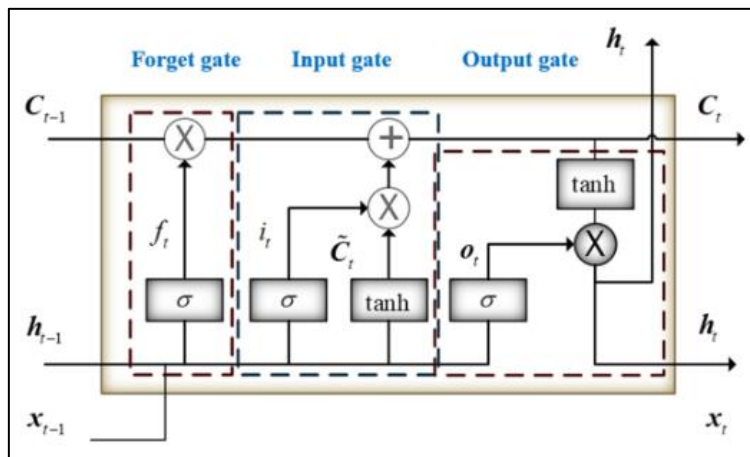 h_t
Forget gate Input gate Output gate
C_{t-1} C_t
X +
tanh
X
f_t i_t C̃_t o_t X
σ σ tanh σ
h_{t-1} h_t
x_{t-1} x_t